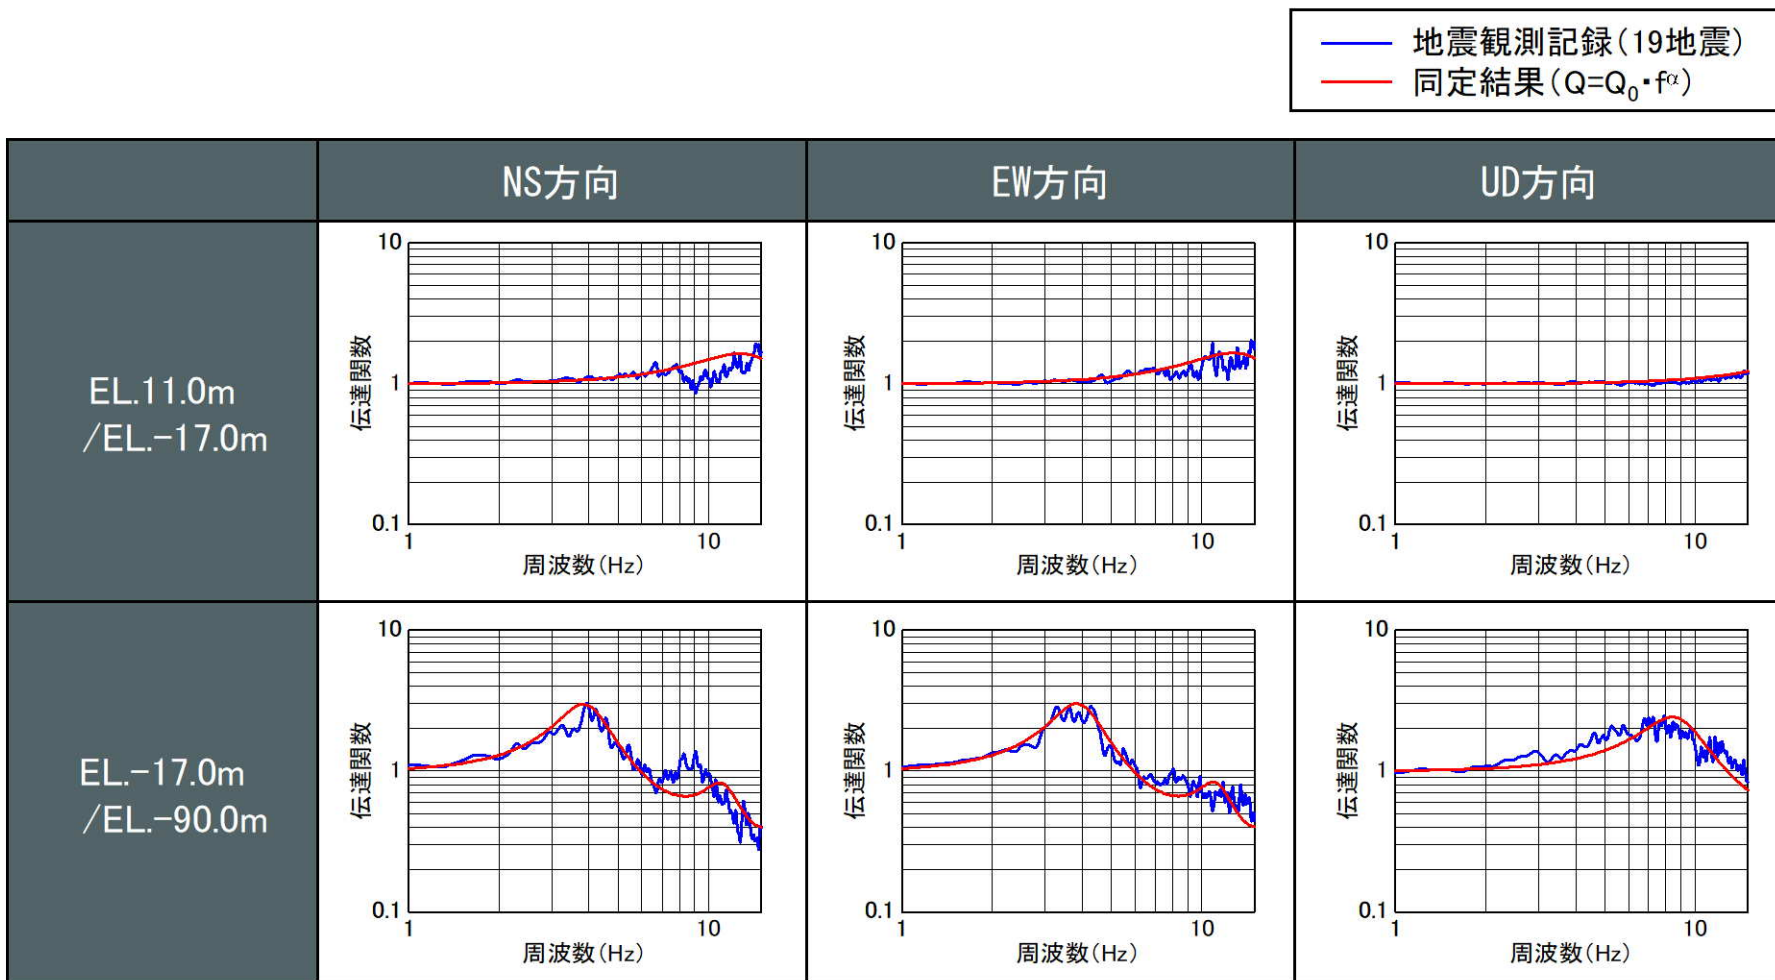 地震観測記録(19地震)
同定結果(Q=Q₀･f^α)
NS方向
EW方向
UD方向
EL.11.0m
/EL.-17.0m
10
1
0.1
伝達関数
1
10
周波数(Hz)
10
1
0.1
伝達関数
1
10
周波数(Hz)
10
1
0.1
伝達関数
1
10
周波数(Hz)
EL.-17.0m
/EL.-90.0m
10
1
0.1
伝達関数
1
10
周波数(Hz)
10
1
0.1
伝達関数
1
10
周波数(Hz)
10
1
0.1
伝達関数
1
10
周波数(Hz)